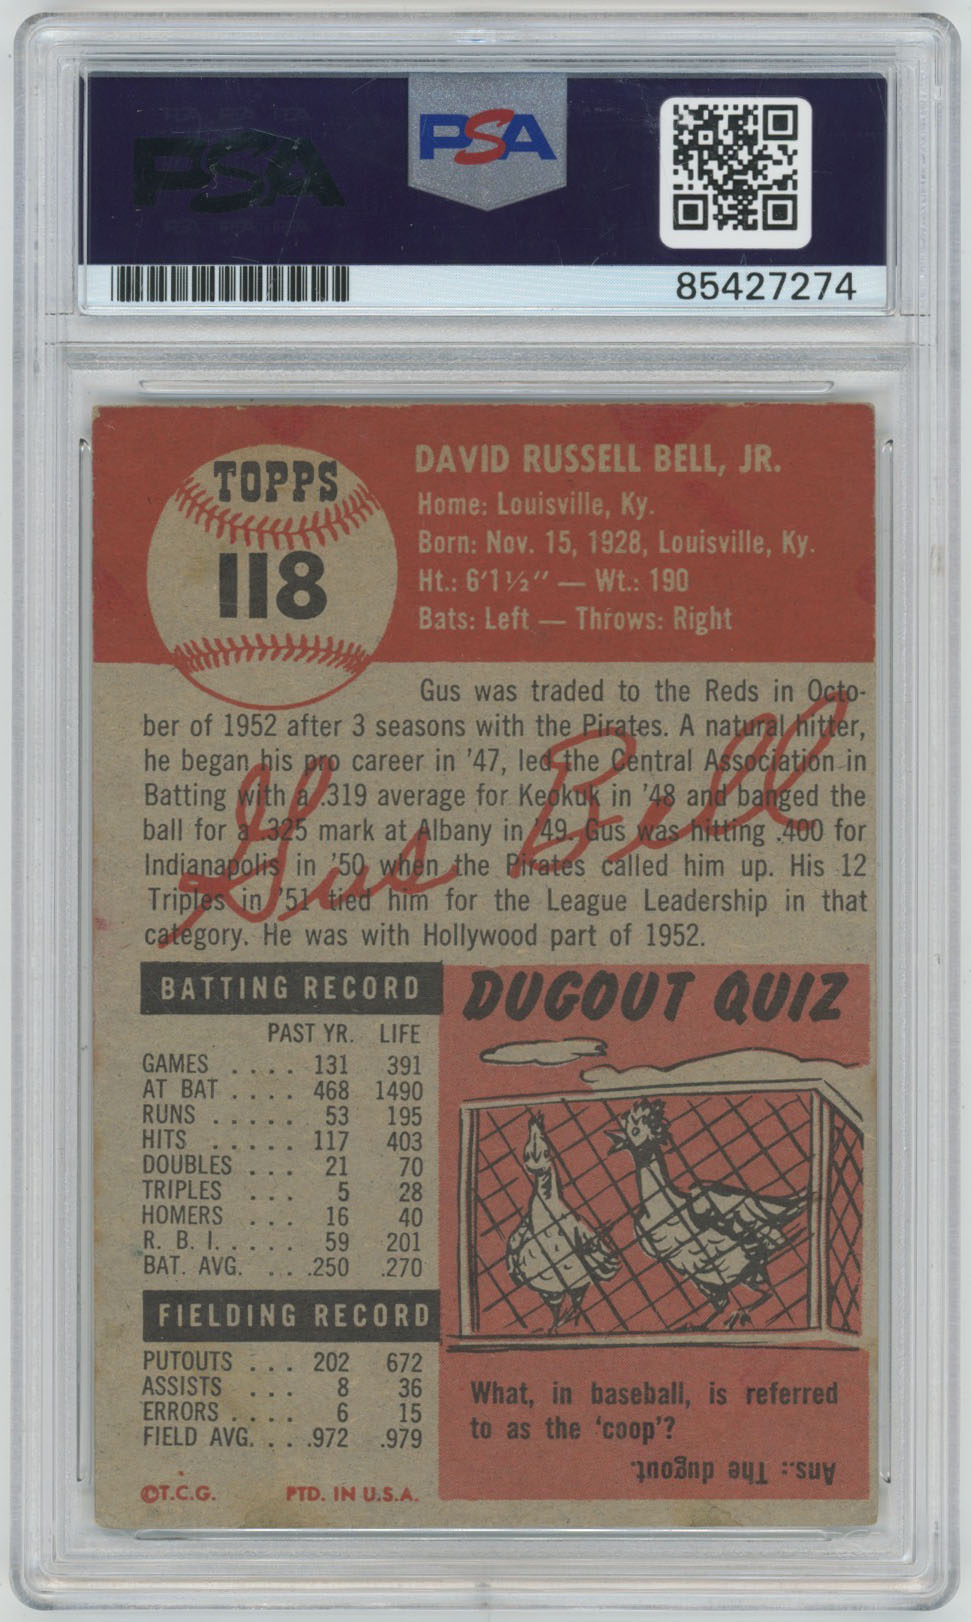 PSA
PSA
85427274
TOPPS
118
DAVID RUSSELL BELL, JR.
Home: Louisville, Ky.
Born: Nov. 15, 1928, Louisville, Ky.
Ht.: 6'1½" — Wt.: 190
Bats: Left — Throws: Right
Gus was traded to the Reds in Octo-
ber of 1952 after 3 seasons with the Pirates. A natural hitter,
he began his pro career in '47, led the Central Association in
Batting with a .319 average for Keokuk in '48 and banged the
ball for a .325 mark at Albany in '49. Gus was hitting .400 for
Indianapolis in '50 when the Pirates called him up. His 12
Triples in '51 tied him for the League Leadership in that
category. He was with Hollywood part of 1952.
Gus Bell
BATTING RECORD
PAST YR. LIFE
GAMES .... 131 391
AT BAT .... 468 1490
RUNS ..... 53 195
HITS ..... 117 403
DOUBLES ... 21 70
TRIPLES ... 5 28
HOMERS ... 16 40
R. B. I. .... 59 201
BAT. AVG. ... .250 .270
FIELDING RECORD
PUTOUTS ... 202 672
ASSISTS ... 8 36
ERRORS .... 6 15
FIELD AVG. ... .972 .979
©T.C.G. PTD. IN U.S.A.
DUGOUT QUIZ
What, in baseball, is referred
to as the 'coop'?
Ans.: The dugout.